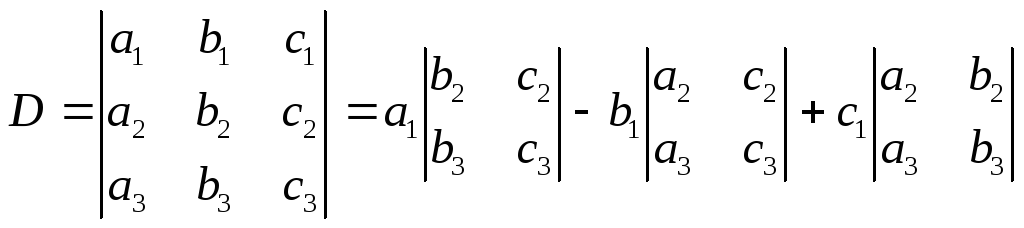 D = |a₁ b₁ c₁; a₂ b₂ c₂; a₃ b₃ c₃| = a₁ |b₂ c₂; b₃ c₃| - b₁ |a₂ c₂; a₃ c₃| + c₁ |a₂ b₂; a₃ b₃|